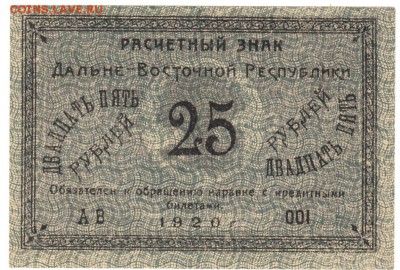 COINS.LAVE.RU
РАСЧЕТНЫЙ ЗНАК
ДАЛЬНЕ-ВОСТОЧНОЙ РЕСПУБЛИКИ
ДВАДЦАТЬ ПЯТЬ
РУБЛЕЙ
25
РУБЛЕЙ
ДВАДЦАТЬ ПЯТЬ
Обязателен к обращению наравне с кредитными
билетами.
АВ 1920г. 001